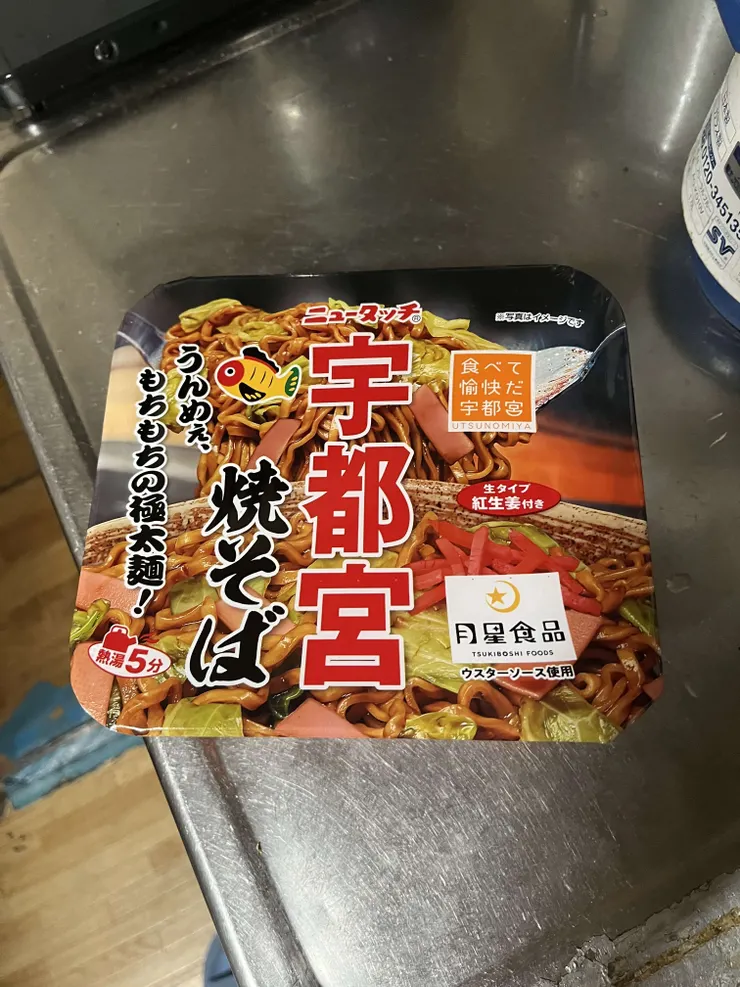 ニュータッチ®
※写真はイメージです
宇都宮
焼そば
うんめぇ、
もちもちの極太麺!
食べて
愉快だ
宇都宮
UTSUNOMIYA
生タイプ
紅生姜付き
月星食品
TSUKIBOSHI FOODS
ウスターソース使用
熱湯5分
0120-34513
SV